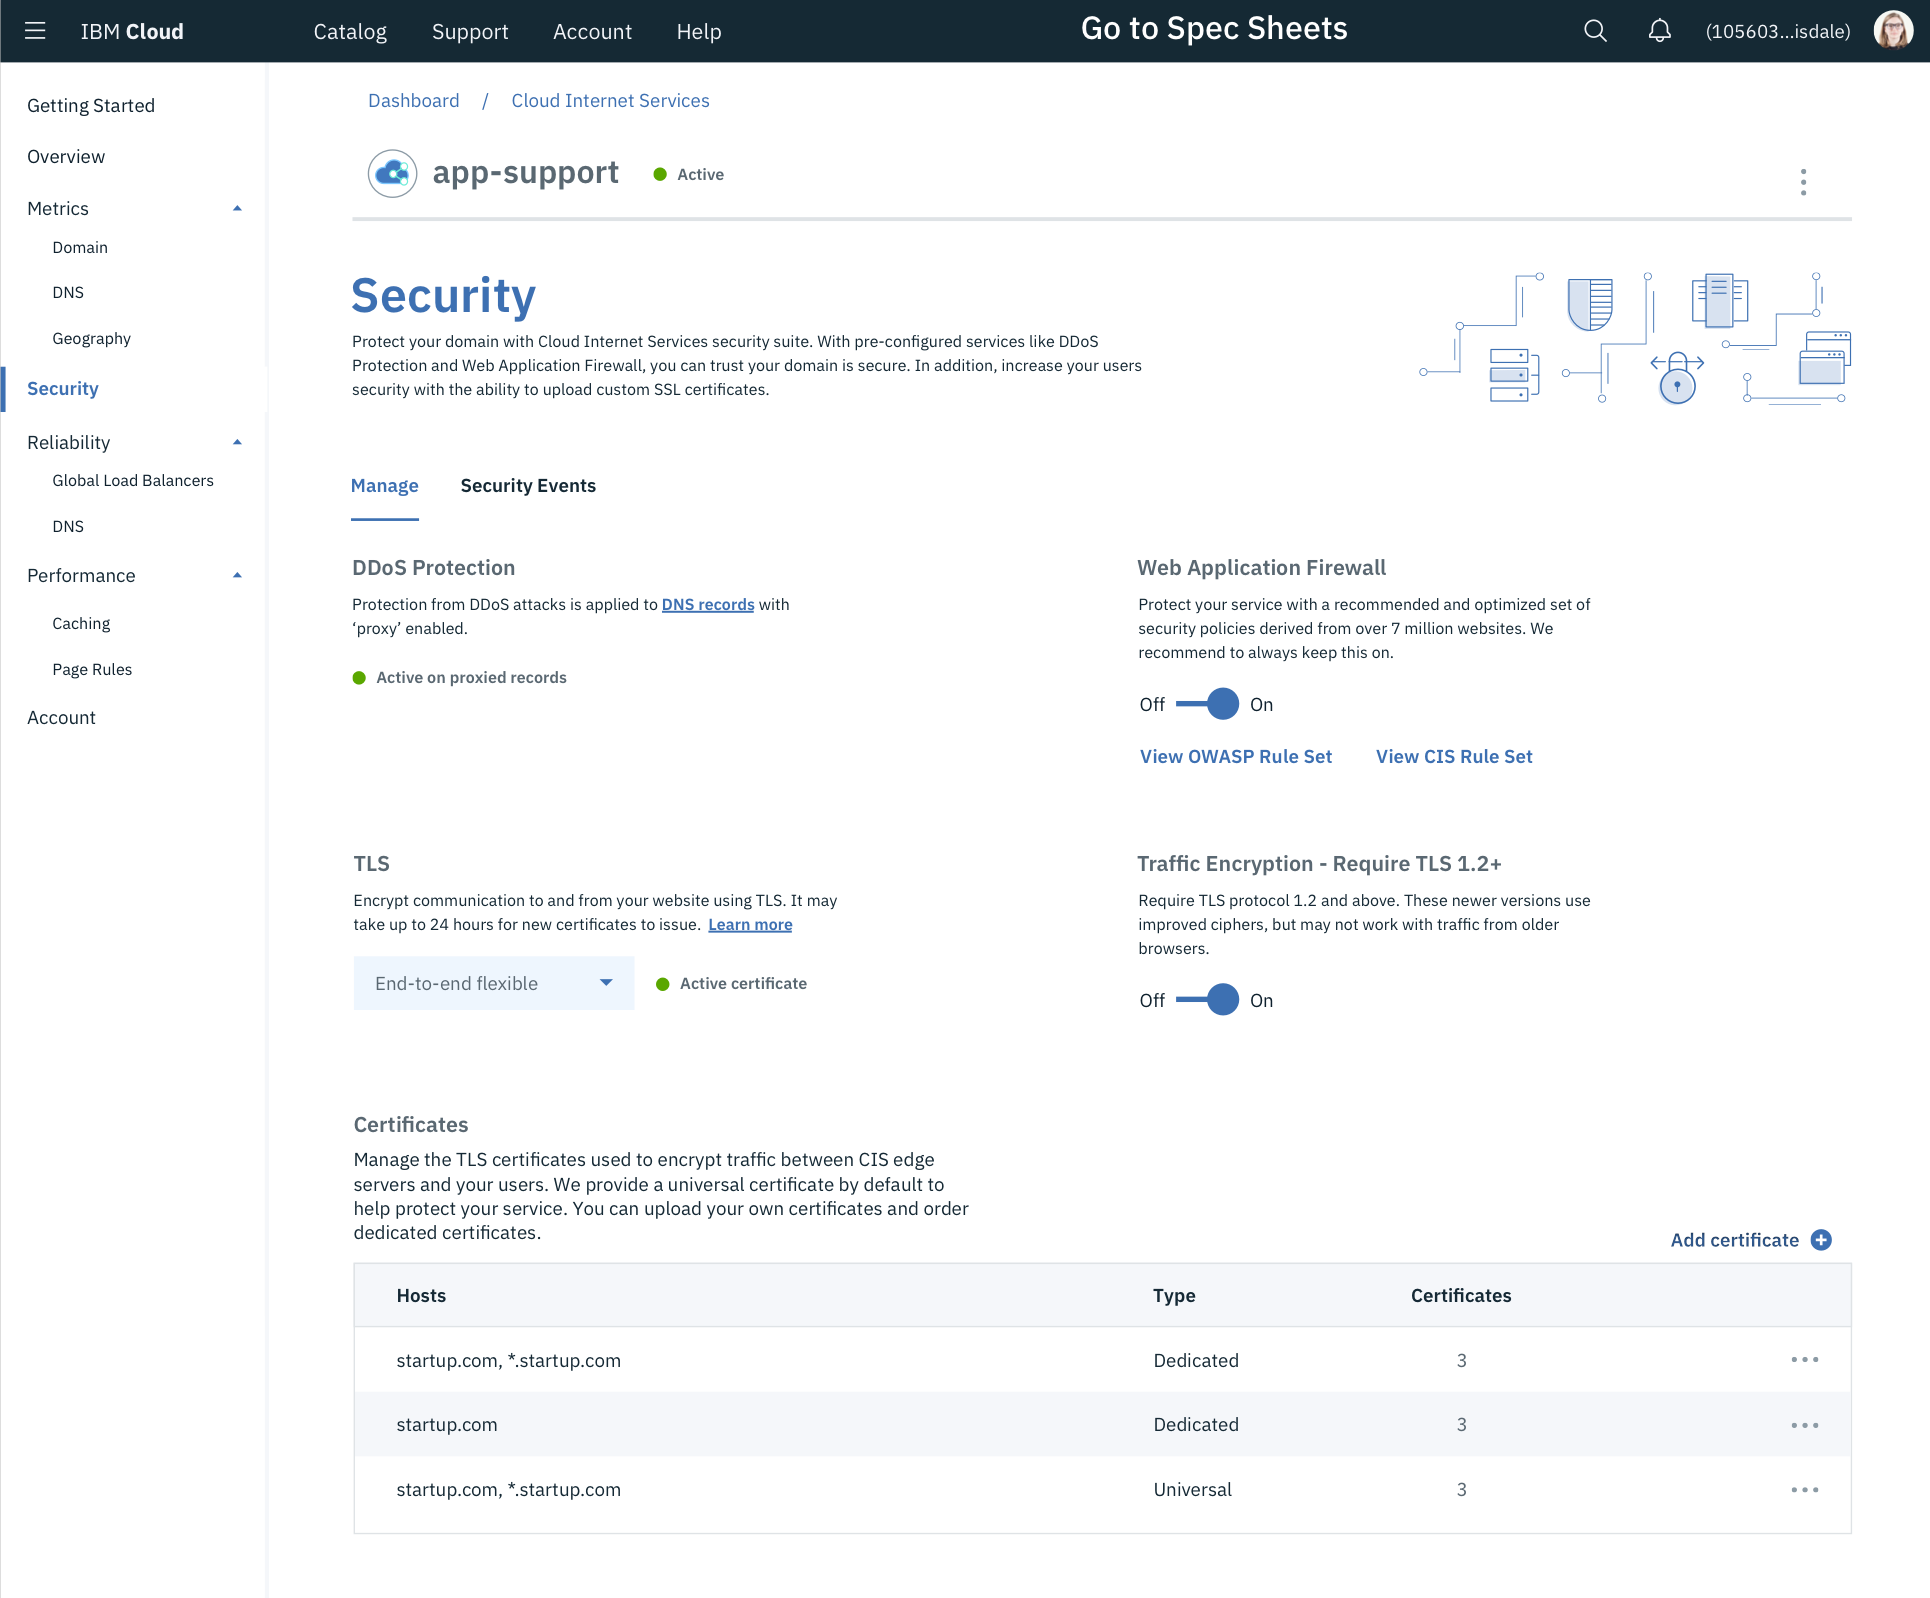 IBM Cloud
Catalog
Support
Account
Help
Go to Spec Sheets
(105603...isdale)
Getting Started
Overview
Metrics
Domain
DNS
Geography
Security
Reliability
Global Load Balancers
DNS
Performance
Caching
Page Rules
Account
Dashboard / Cloud Internet Services
app-support
Active
Security
Protect your domain with Cloud Internet Services security suite. With pre-configured services like DDoS
Protection and Web Application Firewall, you can trust your domain is secure. In addition, increase your users
security with the ability to upload custom SSL certificates.
Manage
Security Events
DDoS Protection
Protection from DDoS attacks is applied to DNS records with
‘proxy’ enabled.
Active on proxied records
Web Application Firewall
Protect your service with a recommended and optimized set of
security policies derived from over 7 million websites. We
recommend to always keep this on.
Off On
View OWASP Rule Set
View CIS Rule Set
TLS
Encrypt communication to and from your website using TLS. It may
take up to 24 hours for new certificates to issue. Learn more
End-to-end flexible
Active certificate
Traffic Encryption - Require TLS 1.2+
Require TLS protocol 1.2 and above. These newer versions use
improved ciphers, but may not work with traffic from older
browsers.
Off On
Certificates
Manage the TLS certificates used to encrypt traffic between CIS edge
servers and your users. We provide a universal certificate by default to
help protect your service. You can upload your own certificates and order
dedicated certificates.
Add certificate
Hosts Type Certificates
startup.com, *.startup.com Dedicated 3
startup.com Dedicated 3
startup.com, *.startup.com Universal 3